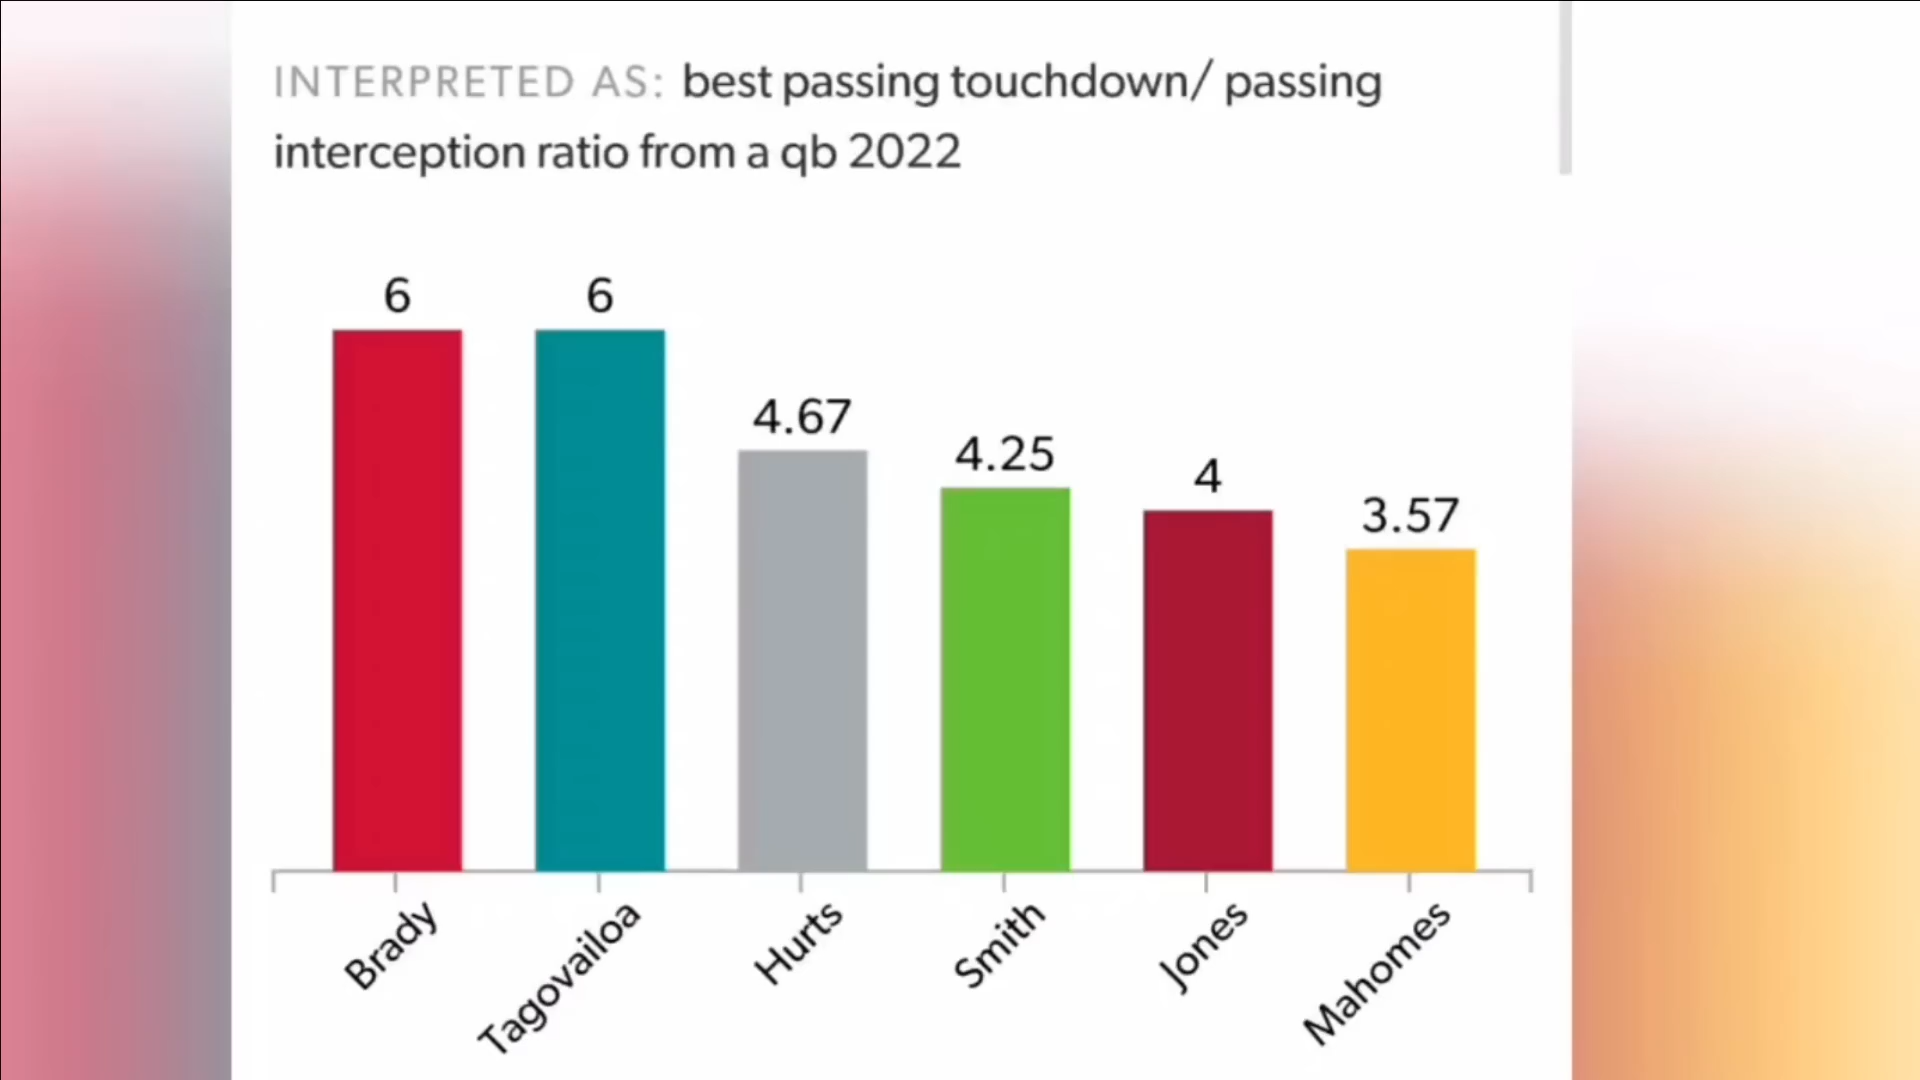 INTERPRETED AS: best passing touchdown/ passing
interception ratio from a qb 2022
6
6
4.67
4.25
4
3.57
Brady
Tagovailoa
Hurts
Smith
Jones
Mahomes